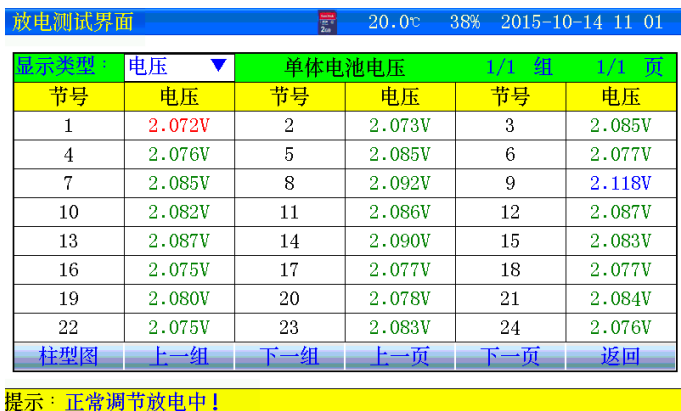 放电测试界面 20.0℃ 38% 2015-10-14 11 01
显示类型： 电压 ▼ 单体电池电压 1/1 组 1/1 页
节号 电压 节号 电压 节号 电压
1 2.072V 2 2.073V 3 2.085V
4 2.076V 5 2.085V 6 2.077V
7 2.085V 8 2.092V 9 2.118V
10 2.082V 11 2.086V 12 2.087V
13 2.087V 14 2.090V 15 2.083V
16 2.075V 17 2.077V 18 2.077V
19 2.080V 20 2.078V 21 2.084V
22 2.075V 23 2.083V 24 2.076V
柱型图 上一组 下一组 上一页 下一页 返回
提示：正常调节放电中！